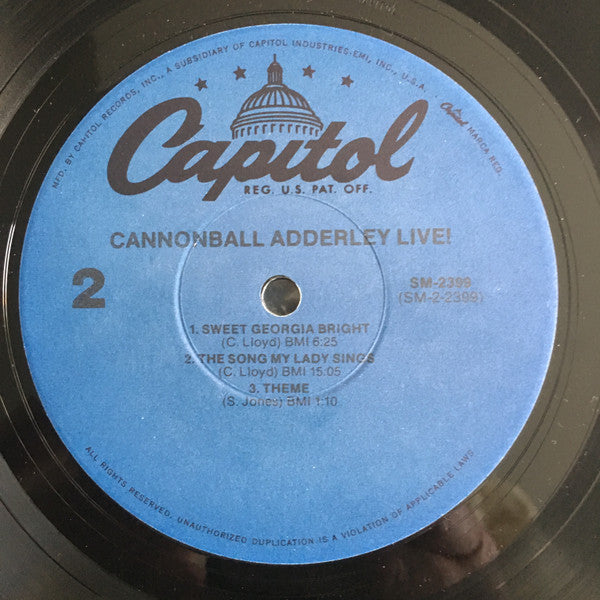 MFD. BY CAPITOL RECORDS, INC., A SUBSIDIARY OF CAPITOL INDUSTRIES-EMI, INC., U.S.A.
Capitol MARCA REG.
Capitol
REG. U.S. PAT. OFF.
CANNONBALL ADDERLEY LIVE!
2
SM-2399
(SM-2-2399)
1. SWEET GEORGIA BRIGHT
(C. Lloyd) BMI 6:25
2. THE SONG MY LADY SINGS
(C. Lloyd) BMI 15:05
3. THEME
(S. Jones) BMI 1:10
ALL RIGHTS RESERVED, UNAUTHORIZED DUPLICATION IS A VIOLATION OF APPLICABLE LAWS